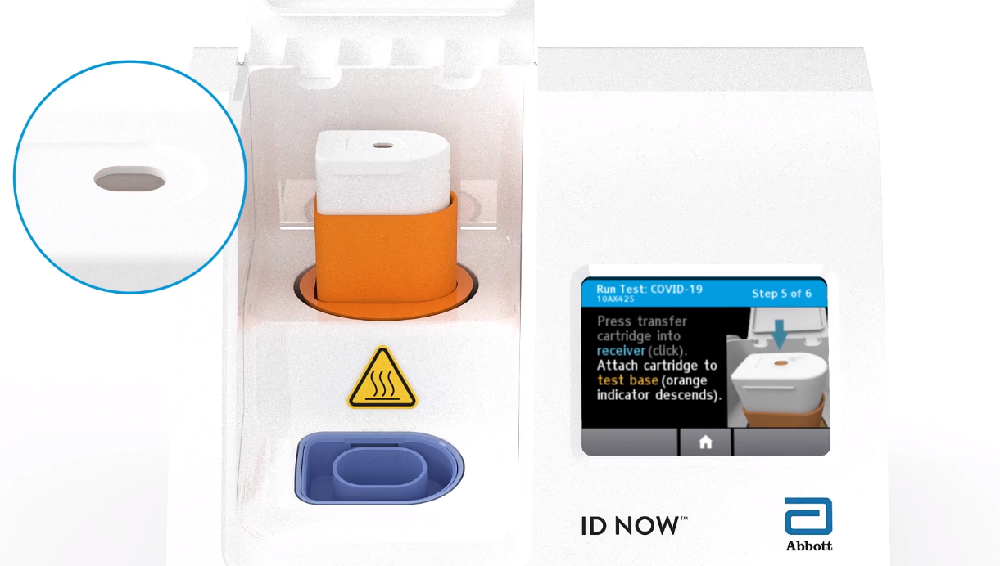 Run Test: COVID-19
10AX425
Step 5 of 6
Press transfer
cartridge into
receiver (click).
Attach cartridge to
test base (orange
indicator descends).
ID NOW™
Abbott